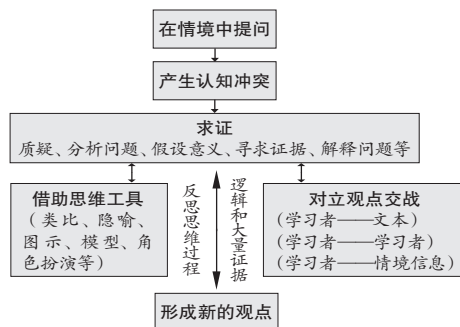 在情境中提问
产生认知冲突
求证
质疑、分析问题、假设意义、寻求证据、解释问题等
借助思维工具
（类比、隐喻、
图示、模型、角
色扮演等）
反思思维过程
逻辑和大量证据
对立观点交战
(学习者——文本)
(学习者——学习者)
(学习者——情境信息)
形成新的观点